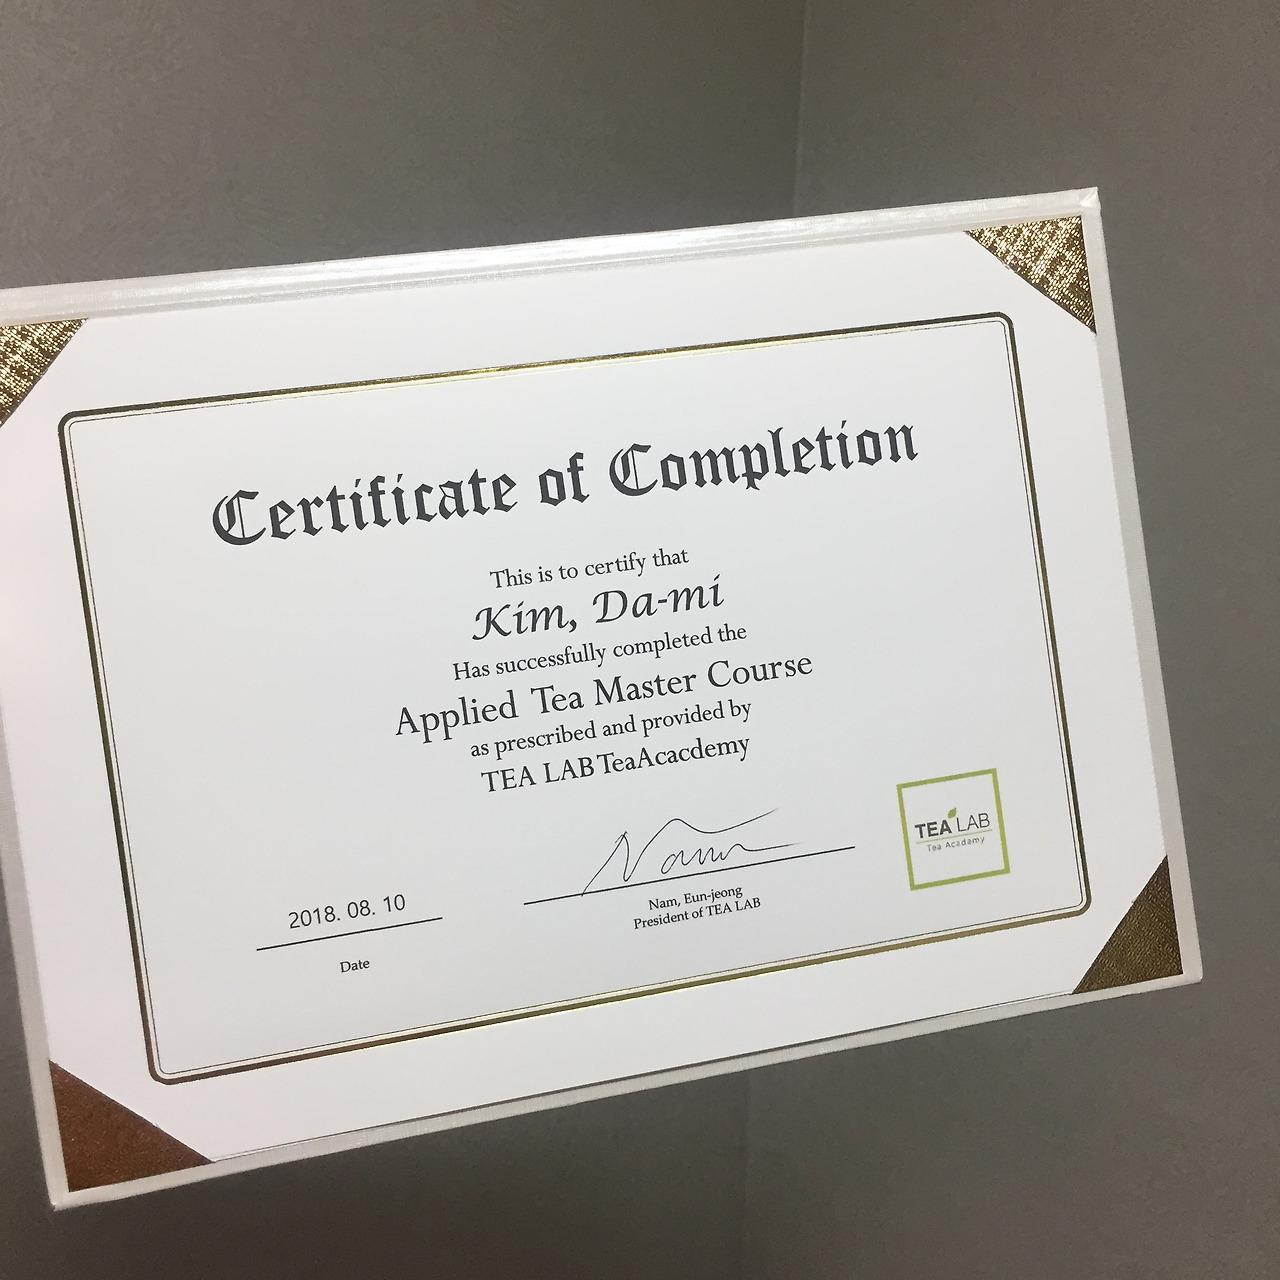 Certificate of Completion
This is to certify that
Kim, Da-mi
Has successfully completed the
Applied Tea Master Course
as prescribed and provided by
TEA LAB TeaAcacdemy
2018. 08. 10
Date
Nam
Nam, Eun-jeong
President of TEA LAB
TEA LAB
Tea Academy